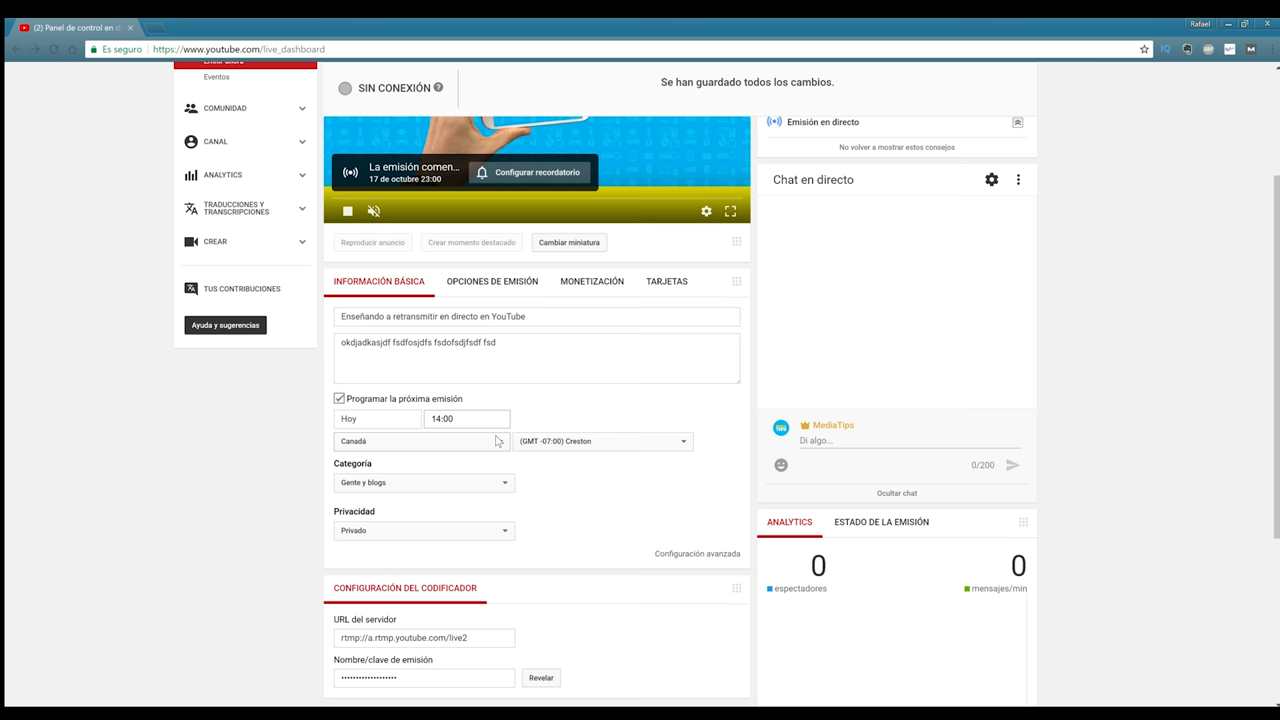 (2) Panel de control en d
Rafael
Es seguro
https://www.youtube.com/live_dashboard
Eventos
COMUNIDAD
CANAL
ANALYTICS
TRADUCCIONES Y
TRANSCRIPCIONES
CREAR
TUS CONTRIBUCIONES
Ayuda y sugerencias
SIN CONEXIÓN
Se han guardado todos los cambios.
La emisión comen...
17 de octubre 23:00
Configurar recordatorio
Reproducir anuncio
Crear momento destacado
Cambiar miniatura
INFORMACIÓN BÁSICA
OPCIONES DE EMISIÓN
MONETIZACIÓN
TARJETAS
Enseñando a retransmitir en directo en YouTube
okdjadkasjdf fsdfosjdfs fsdofsdjfsdf fsd
Programar la próxima emisión
Hoy
14:00
Canadá
(GMT -07:00) Creston
Categoría
Gente y blogs
Privacidad
Privado
Configuración avanzada
CONFIGURACIÓN DEL CODIFICADOR
URL del servidor
rtmp://a.rtmp.youtube.com/live2
Nombre/clave de emisión
•••••••••••••••••••
Revelar
Emisión en directo
No volver a mostrar estos consejos
Chat en directo
MediaTips
Di algo...
0/200
Ocultar chat
ANALYTICS
ESTADO DE LA EMISIÓN
0
espectadores
0
mensajes/min